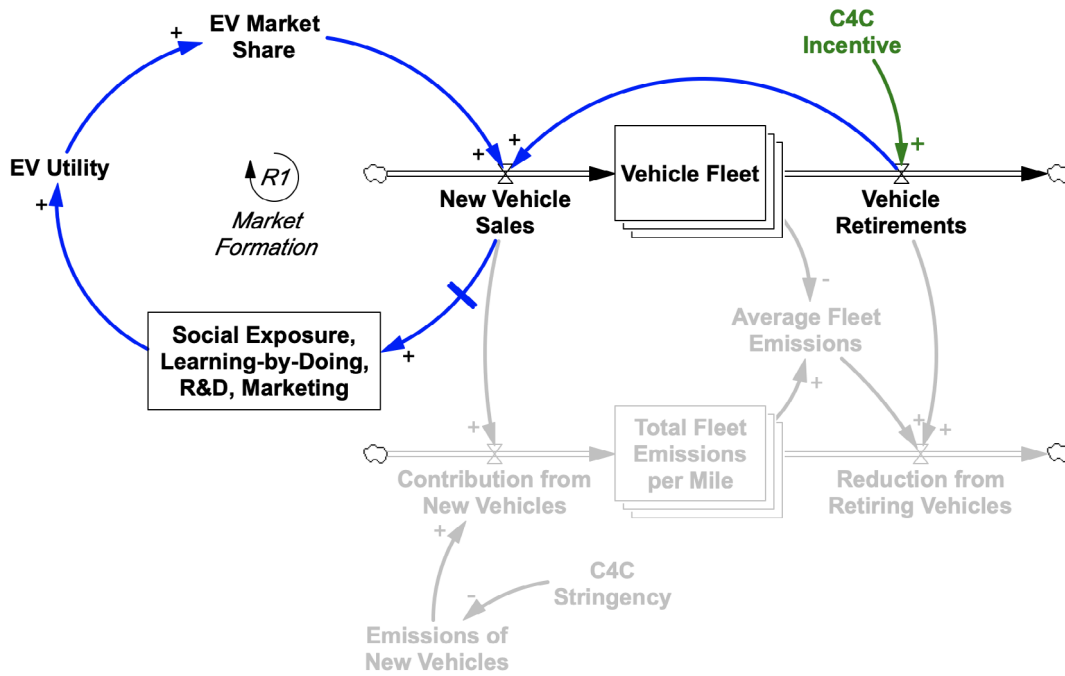 EV Market
Share
C4C
Incentive
+
+
EV Utility
+
R1
Market
Formation
+
+
New Vehicle
Sales
Vehicle Fleet
+
Vehicle
Retirements
Social Exposure,
Learning-by-Doing,
R&D, Marketing
+
-
Average Fleet
Emissions
+
+
Contribution from
New Vehicles
Total Fleet
Emissions
per Mile
+
+
Reduction from
Retiring Vehicles
+
C4C
Stringency
-
Emissions of
New Vehicles